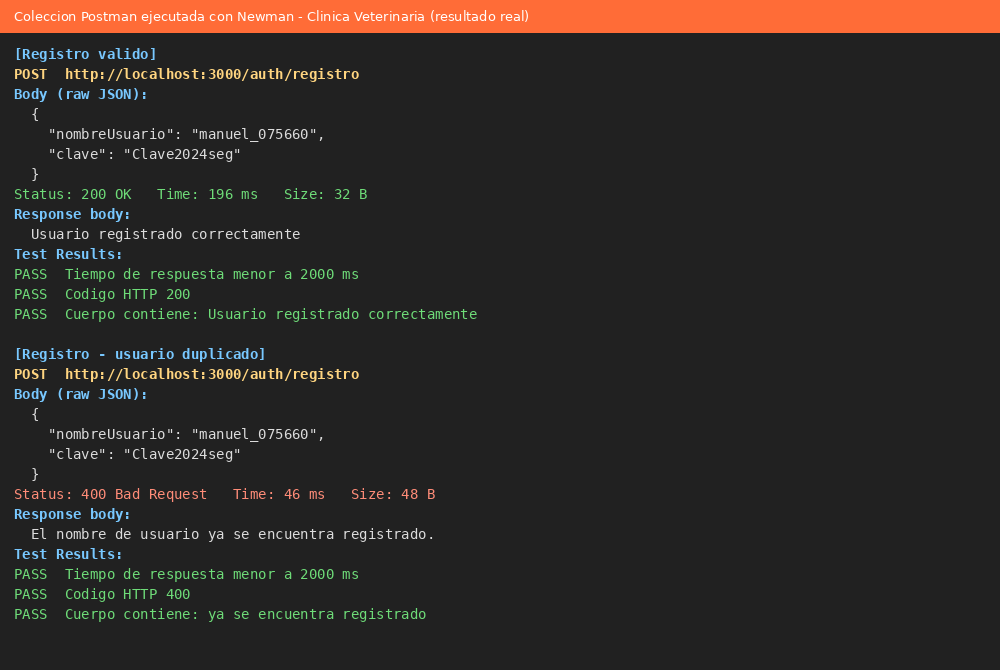 Coleccion Postman ejecutada con Newman - Clinica Veterinaria (resultado real)
[Registro valido]
POST  http://localhost:3000/auth/registro
Body (raw JSON):
  {
    "nombreUsuario": "manuel_075660",
    "clave": "Clave2024seg"
  }
Status: 200 OK   Time: 196 ms   Size: 32 B
Response body:
  Usuario registrado correctamente
Test Results:
PASS  Tiempo de respuesta menor a 2000 ms
PASS  Codigo HTTP 200
PASS  Cuerpo contiene: Usuario registrado correctamente
[Registro - usuario duplicado]
POST  http://localhost:3000/auth/registro
Body (raw JSON):
  {
    "nombreUsuario": "manuel_075660",
    "clave": "Clave2024seg"
  }
Status: 400 Bad Request   Time: 46 ms   Size: 48 B
Response body:
  El nombre de usuario ya se encuentra registrado.
Test Results:
PASS  Tiempo de respuesta menor a 2000 ms
PASS  Codigo HTTP 400
PASS  Cuerpo contiene: ya se encuentra registrado